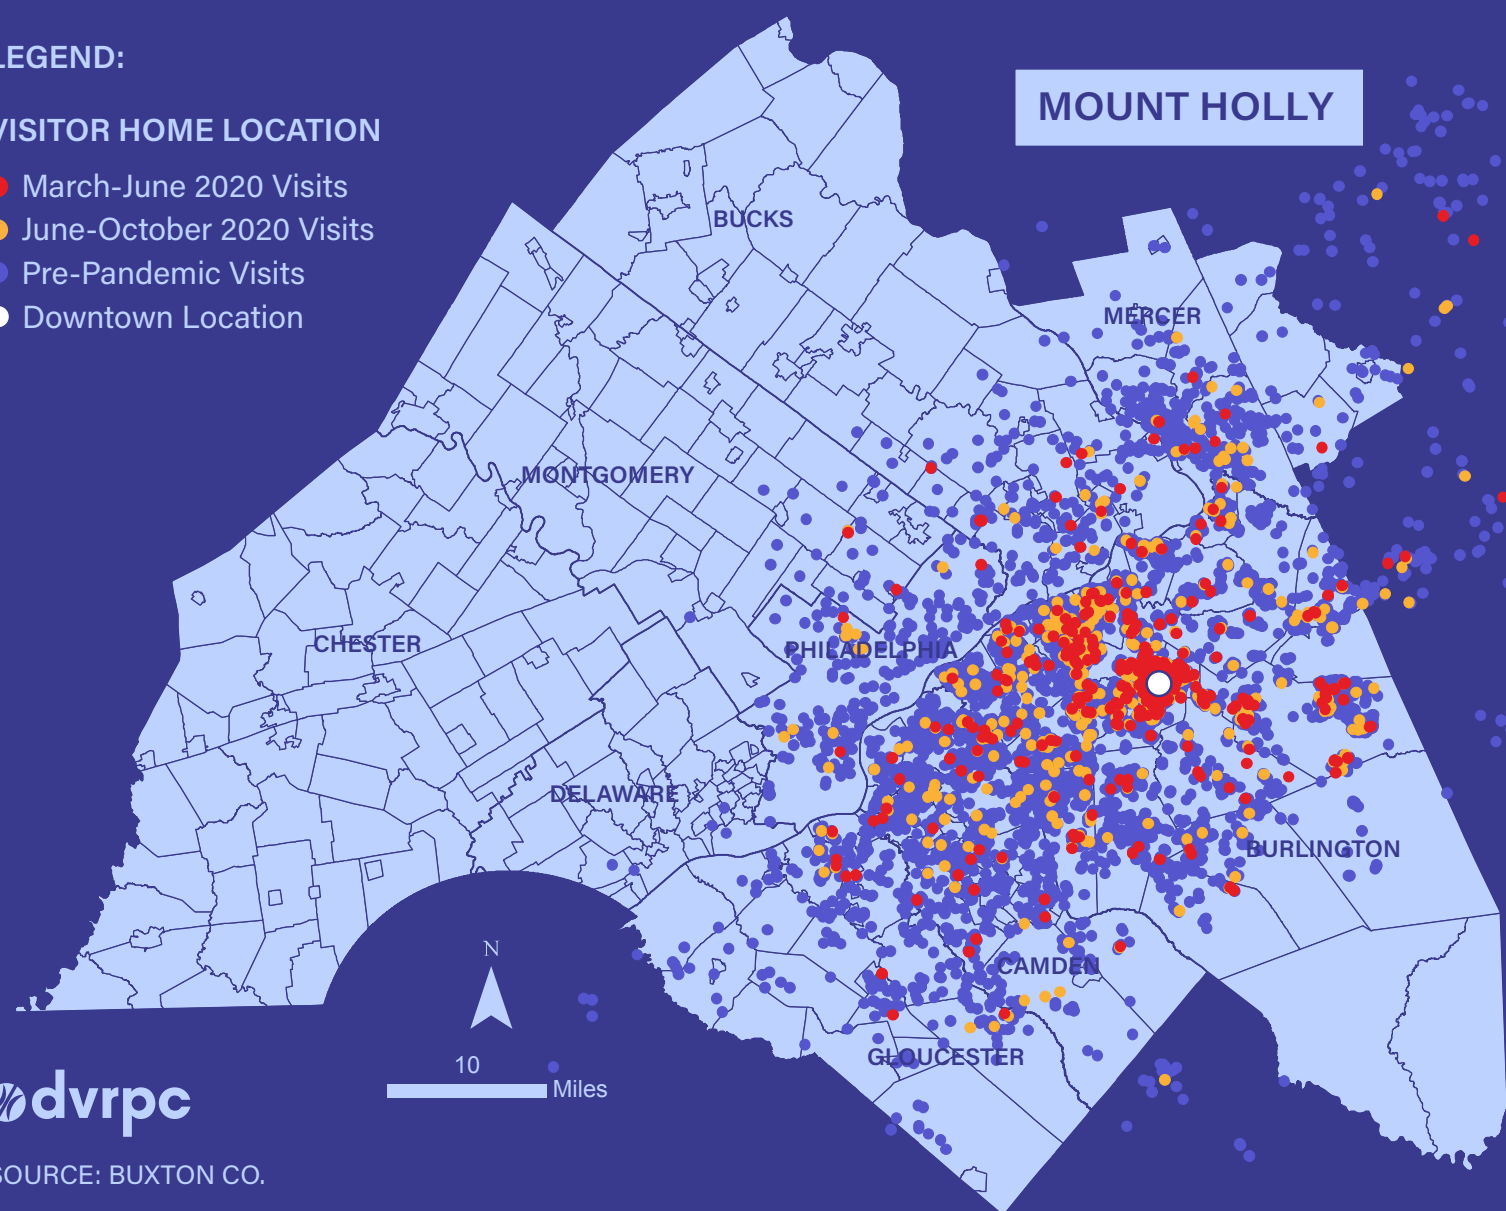 LEGEND:
VISITOR HOME LOCATION
March-June 2020 Visits
June-October 2020 Visits
Pre-Pandemic Visits
Downtown Location
MOUNT HOLLY
BUCKS
MERCER
MONTGOMERY
CHESTER
PHILADELPHIA
DELAWARE
BURLINGTON
CAMDEN
GLOUCESTER
N
10
Miles
dvrpc
SOURCE: BUXTON CO.